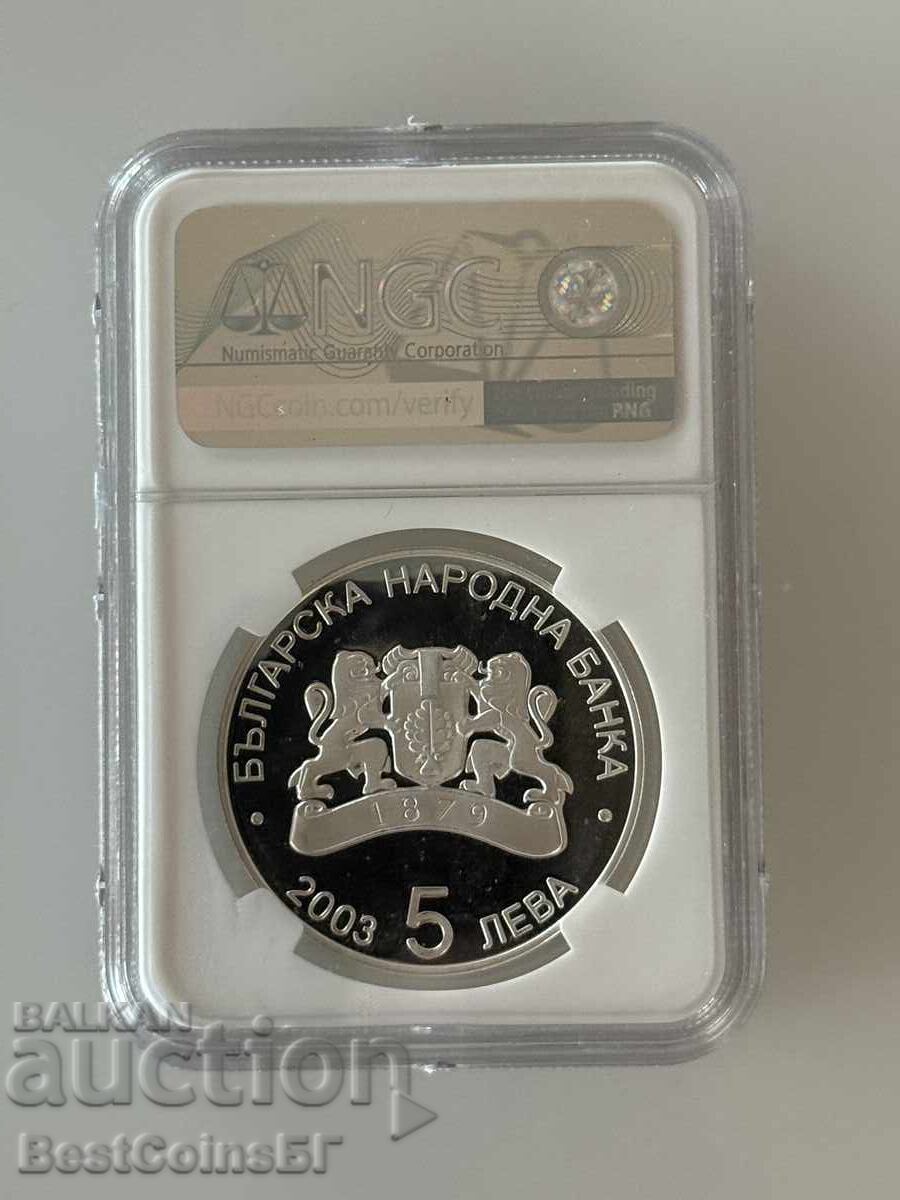 NGC
Numismatic Guaranty Corporation
NGCcoin.com/verify
PNG
• БЪЛГАРСКА НАРОДНА БАНКА •
1879
2003 5 ЛЕВА
BALKAN
auction
BestCoinsБГ